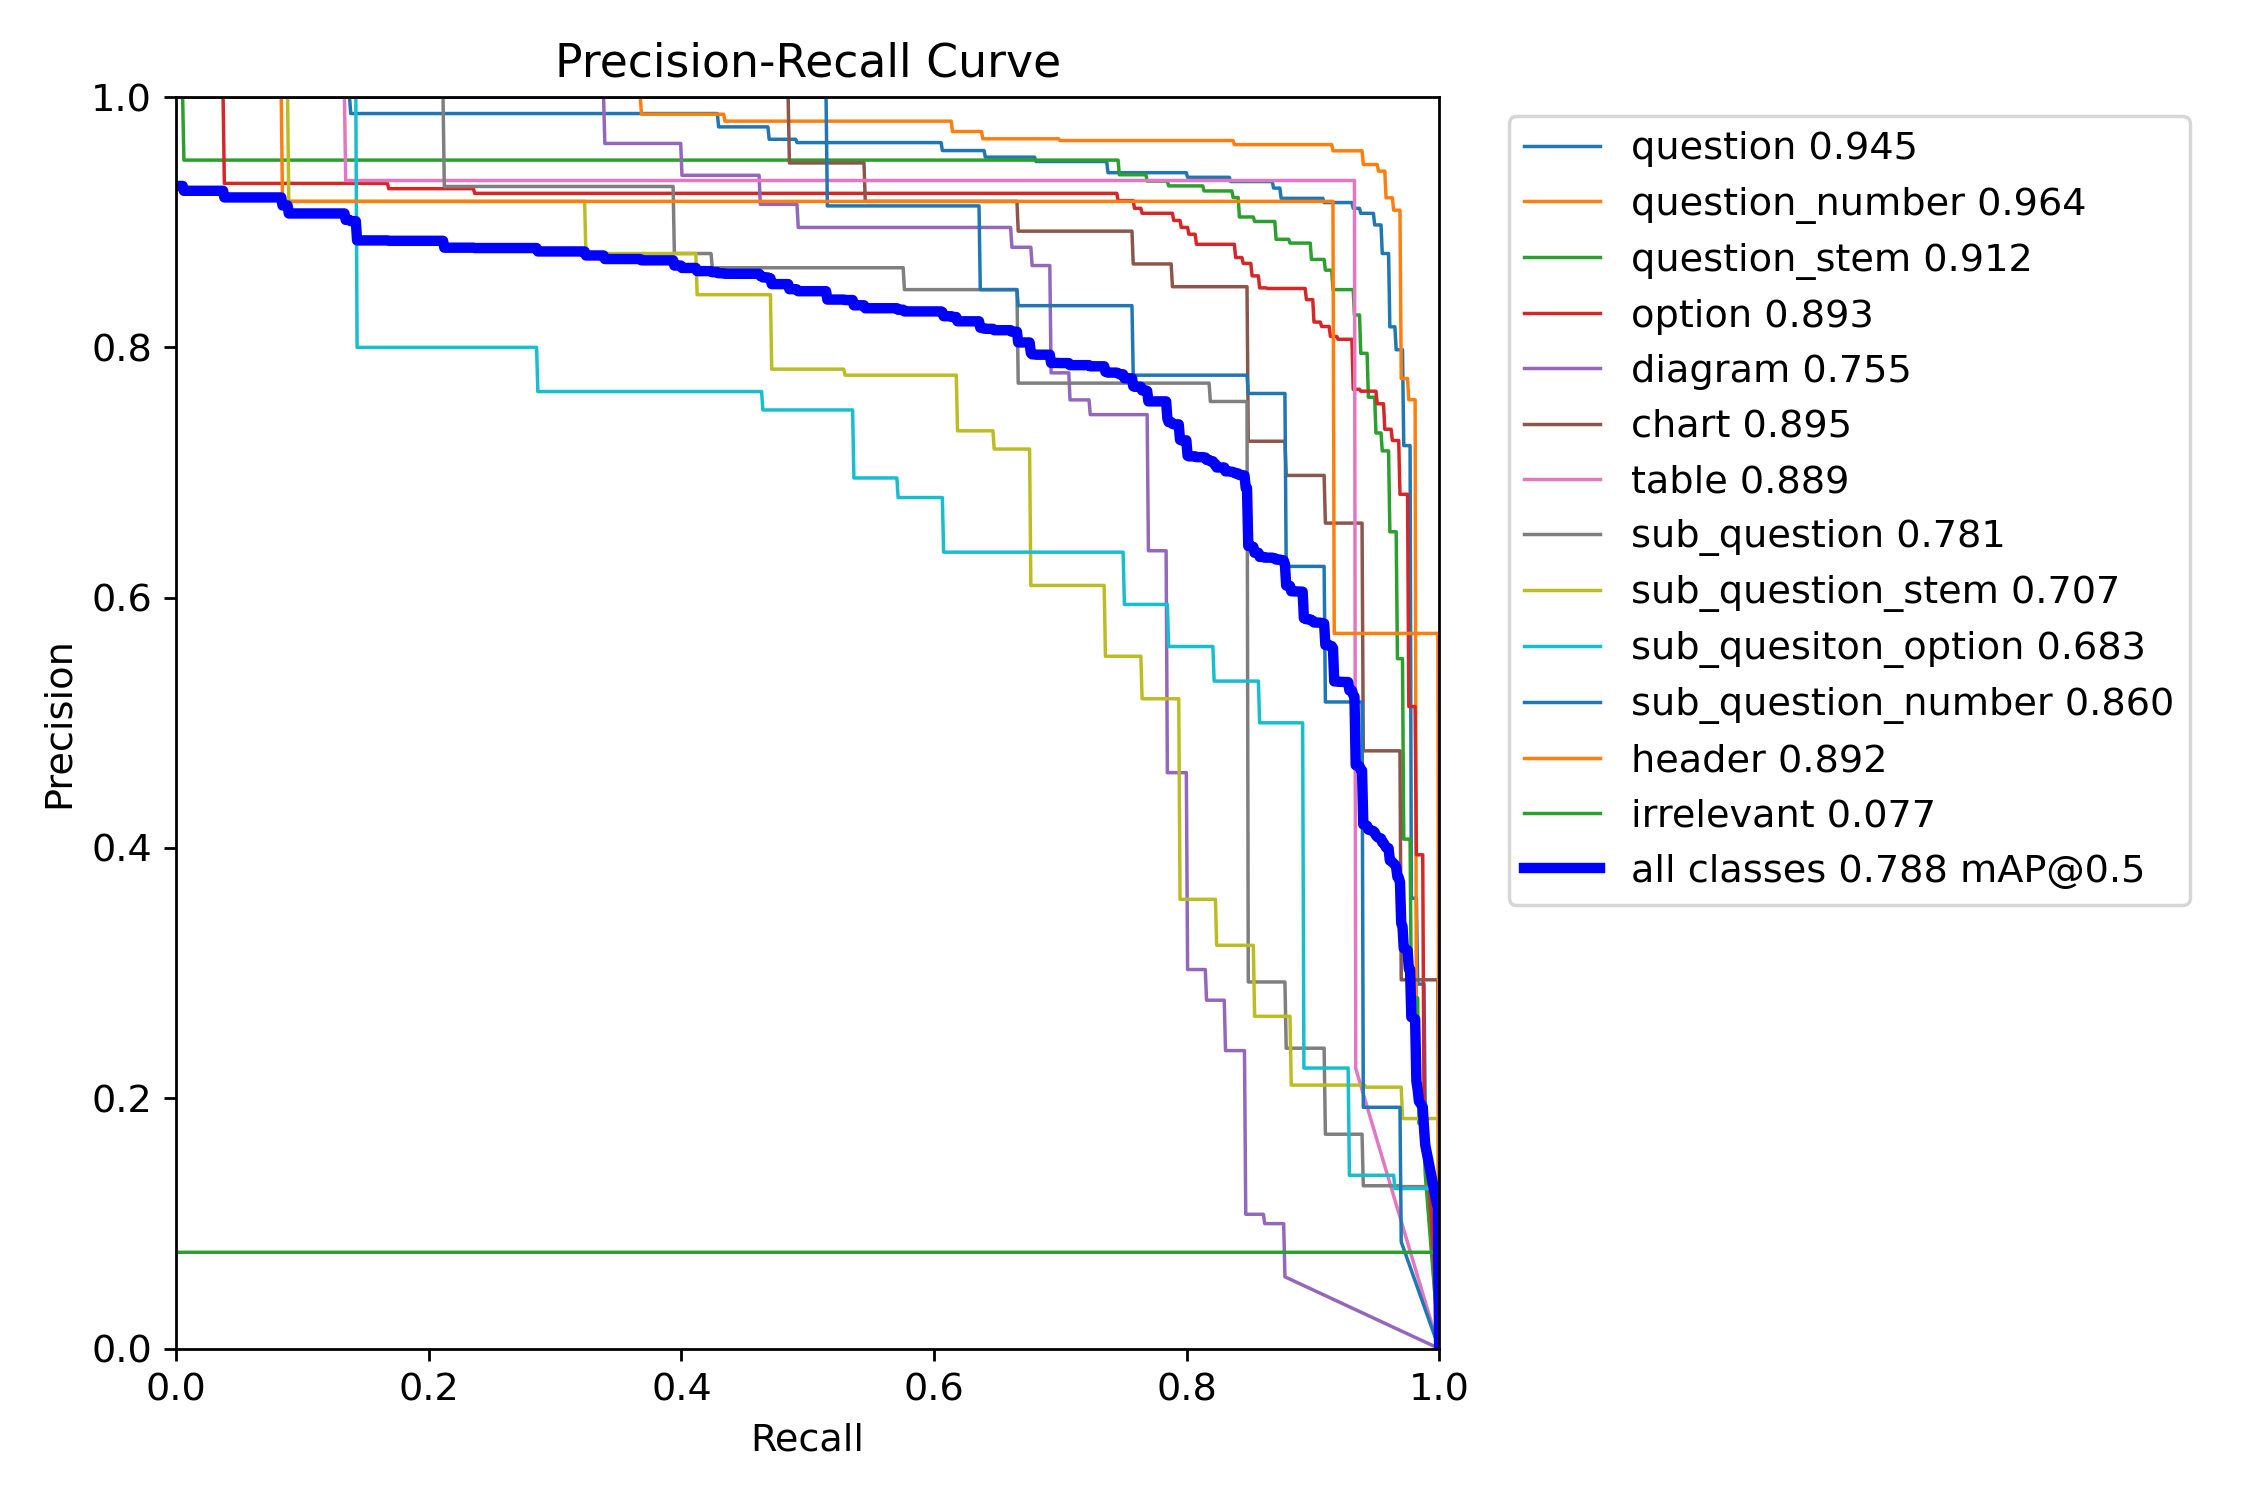 Precision-Recall Curve
1.0
0.8
0.6
0.4
0.2
0.0
Precision
0.0 0.2 0.4 0.6 0.8 1.0
Recall
question 0.945
question_number 0.964
question_stem 0.912
option 0.893
diagram 0.755
chart 0.895
table 0.889
sub_question 0.781
sub_question_stem 0.707
sub_quesiton_option 0.683
sub_question_number 0.860
header 0.892
irrelevant 0.077
all classes 0.788 mAP@0.5